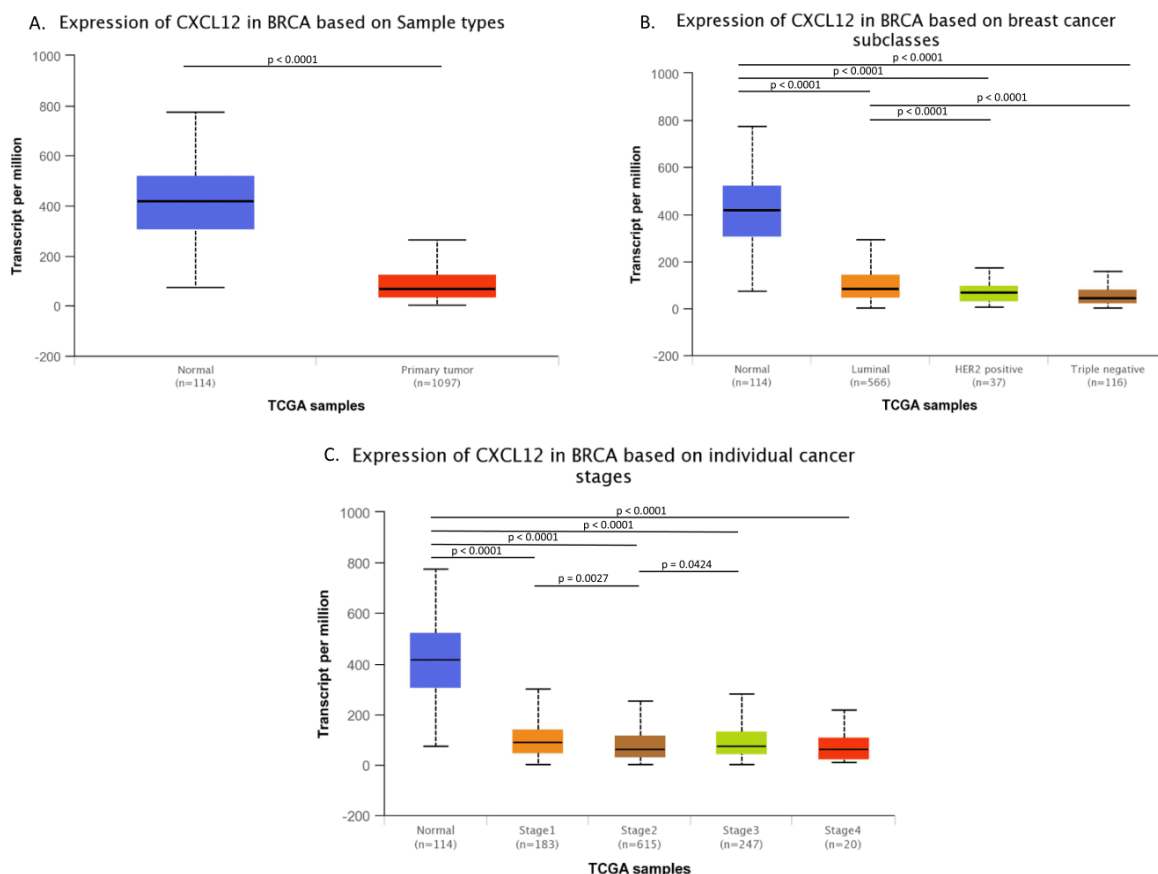 A. Expression of CXCL12 in BRCA based on Sample types
1000
800
600
400
200
0
-200
Transcript per million
p < 0.0001
Normal
(n=114)
Primary tumor
(n=1097)
TCGA samples
B. Expression of CXCL12 in BRCA based on breast cancer
subclasses
1000
800
600
400
200
0
-200
Transcript per million
p < 0.0001
p < 0.0001
p < 0.0001
p < 0.0001
p < 0.0001
Normal
(n=114)
Luminal
(n=566)
HER2 positive
(n=37)
Triple negative
(n=116)
TCGA samples
C. Expression of CXCL12 in BRCA based on individual cancer
stages
1000
800
600
400
200
0
-200
Transcript per million
p < 0.0001
p < 0.0001
p < 0.0001
p < 0.0001
p = 0.0424
p = 0.0027
Normal
(n=114)
Stage1
(n=183)
Stage2
(n=615)
Stage3
(n=247)
Stage4
(n=20)
TCGA samples